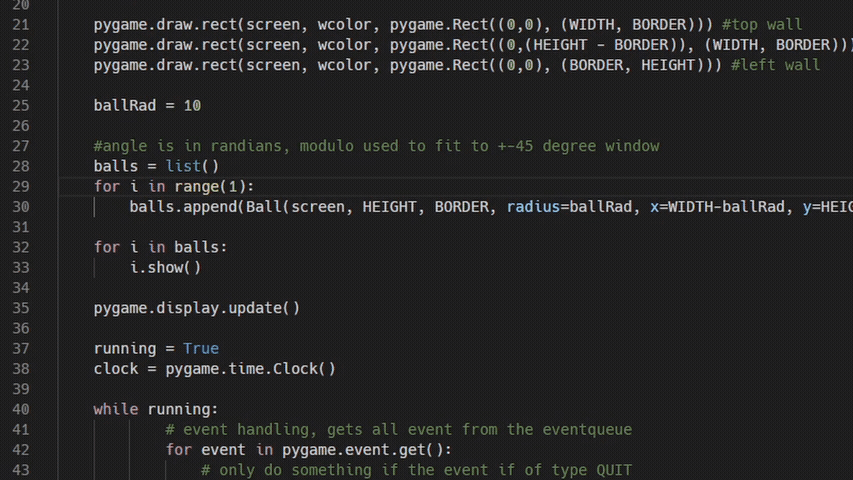 20
21 pygame.draw.rect(screen, wcolor, pygame.Rect((0,0), (WIDTH, BORDER))) #top wall
22 pygame.draw.rect(screen, wcolor, pygame.Rect((0,(HEIGHT - BORDER)), (WIDTH, BORDER)))
23 pygame.draw.rect(screen, wcolor, pygame.Rect((0,0), (BORDER, HEIGHT))) #left wall
24
25 ballRad = 10
26
27 #angle is in randians, modulo used to fit to +-45 degree window
28 balls = list()
29 for i in range(1):
30 balls.append(Ball(screen, HEIGHT, BORDER, radius=ballRad, x=WIDTH-ballRad, y=HEIG
31
32 for i in balls:
33 i.show()
34
35 pygame.display.update()
36
37 running = True
38 clock = pygame.time.Clock()
39
40 while running:
41 # event handling, gets all event from the eventqueue
42 for event in pygame.event.get():
43 # only do something if the event if of type QUIT